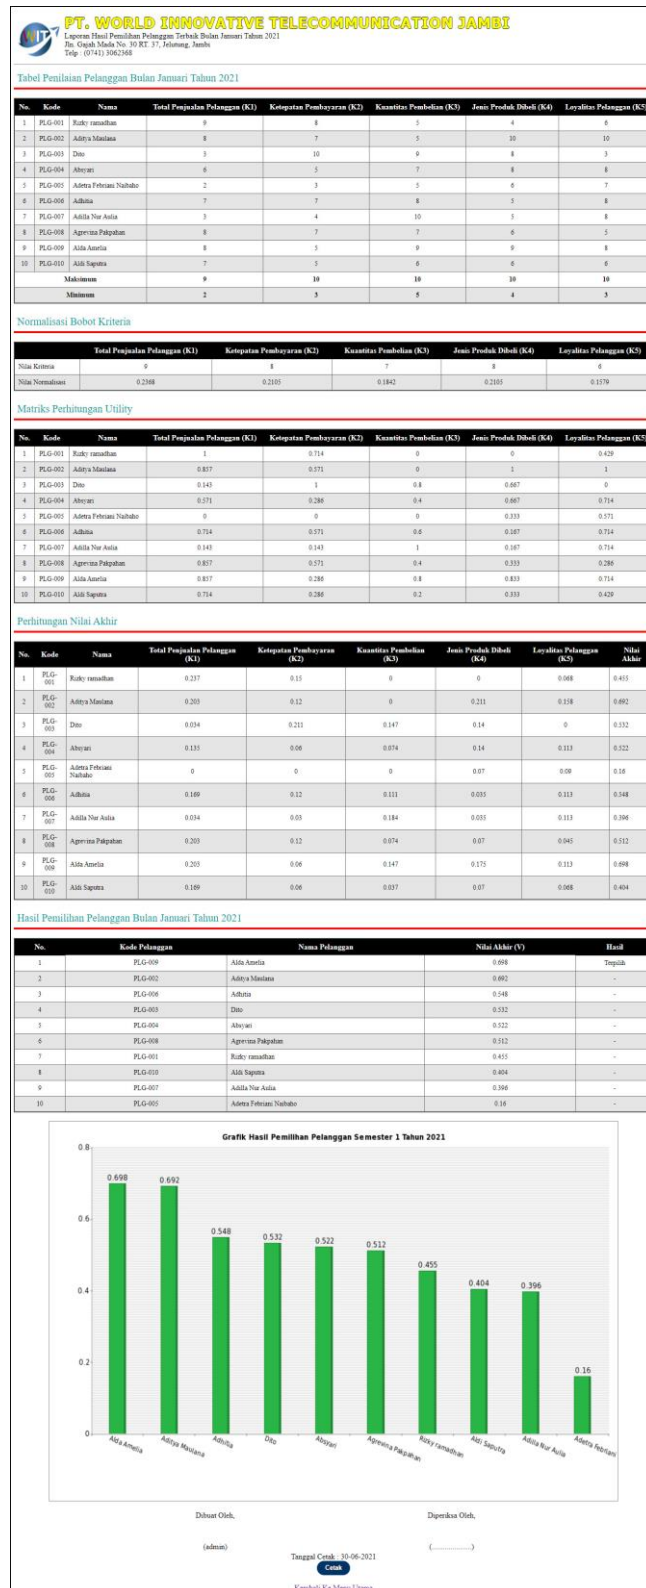 PT. WORLD INNOVATIVE TELECOMMUNICATION JAMBI
Laporan Hasil Pemilihan Pelanggan Terbaik Bulan Januari Tahun 2021
Jln. Gajah Mada No. 30 RT. 37, Jelutung, Jambi
Telp : (0741) 3062368
Tabel Penilaian Pelanggan Bulan Januari Tahun 2021
No. Kode Nama Total Penjualan Pelanggan (K1) Ketepatan Pembayaran (K2) Kuantitas Pembelian (K3) Jenis Produk Dibeli (K4) Loyalitas Pelanggan (K5)
1 PLG-001 Rizky ramadhan 9 8 5 4 6
2 PLG-002 Aditya Maulana 8 7 5 10 10
3 PLG-003 Dito 3 10 9 8 3
4 PLG-004 Absyari 6 5 7 8 8
5 PLG-005 Adetra Febriani Naibaho 2 3 5 6 7
6 PLG-006 Adhitia 7 7 8 5 8
7 PLG-007 Adilla Nur Aulia 3 4 10 5 8
8 PLG-008 Agrevina Pakpahan 8 7 7 6 5
9 PLG-009 Alda Amelia 8 5 9 9 8
10 PLG-010 Aldi Saputra 7 5 6 6 6
Maksimum 9 10 10 10 10
Minimum 2 3 5 4 3
Normalisasi Bobot Kriteria
Total Penjualan Pelanggan (K1) Ketepatan Pembayaran (K2) Kuantitas Pembelian (K3) Jenis Produk Dibeli (K4) Loyalitas Pelanggan (K5)
Nilai Kriteria 9 8 7 8 6
Nilai Normalisasi 0.2368 0.2105 0.1842 0.2105 0.1579
Matriks Perhitungan Utility
No. Kode Nama Total Penjualan Pelanggan (K1) Ketepatan Pembayaran (K2) Kuantitas Pembelian (K3) Jenis Produk Dibeli (K4) Loyalitas Pelanggan (K5)
1 PLG-001 Rizky ramadhan 1 0.714 0 0 0.429
2 PLG-002 Aditya Maulana 0.857 0.571 0 1 1
3 PLG-003 Dito 0.143 1 0.8 0.667 0
4 PLG-004 Absyari 0.571 0.286 0.4 0.667 0.714
5 PLG-005 Adetra Febriani Naibaho 0 0 0 0.333 0.571
6 PLG-006 Adhitia 0.714 0.571 0.6 0.167 0.714
7 PLG-007 Adilla Nur Aulia 0.143 0.143 1 0.167 0.714
8 PLG-008 Agrevina Pakpahan 0.857 0.571 0.4 0.333 0.286
9 PLG-009 Alda Amelia 0.857 0.286 0.8 0.833 0.714
10 PLG-010 Aldi Saputra 0.714 0.286 0.2 0.333 0.429
Perhitungan Nilai Akhir
No. Kode Nama Total Penjualan Pelanggan (K1) Ketepatan Pembayaran (K2) Kuantitas Pembelian (K3) Jenis Produk Dibeli (K4) Loyalitas Pelanggan (K5) Nilai Akhir
1 PLG-001 Rizky ramadhan 0.237 0.15 0 0 0.068 0.455
2 PLG-002 Aditya Maulana 0.203 0.12 0 0.211 0.158 0.692
3 PLG-003 Dito 0.034 0.211 0.147 0.14 0 0.532
4 PLG-004 Absyari 0.135 0.06 0.074 0.14 0.113 0.522
5 PLG-005 Adetra Febriani Naibaho 0 0 0 0.07 0.09 0.16
6 PLG-006 Adhitia 0.169 0.12 0.111 0.035 0.113 0.548
7 PLG-007 Adilla Nur Aulia 0.034 0.03 0.184 0.035 0.113 0.396
8 PLG-008 Agrevina Pakpahan 0.203 0.12 0.074 0.07 0.045 0.512
9 PLG-009 Alda Amelia 0.203 0.06 0.147 0.175 0.113 0.698
10 PLG-010 Aldi Saputra 0.169 0.06 0.037 0.07 0.068 0.404
Hasil Pemilihan Pelanggan Bulan Januari Tahun 2021
No. Kode Pelanggan Nama Pelanggan Nilai Akhir (V) Hasil
1 PLG-009 Alda Amelia 0.698 Terpilih
2 PLG-002 Aditya Maulana 0.692 -
3 PLG-006 Adhitia 0.548 -
4 PLG-003 Dito 0.532 -
5 PLG-004 Absyari 0.522 -
6 PLG-008 Agrevina Pakpahan 0.512 -
7 PLG-001 Rizky ramadhan 0.455 -
8 PLG-010 Aldi Saputra 0.404 -
9 PLG-007 Adilla Nur Aulia 0.396 -
10 PLG-005 Adetra Febriani Naibaho 0.16 -
Grafik Hasil Pemilihan Pelanggan Semester 1 Tahun 2021
0.8
0.6
0.4
0.2
0
0.698 0.692 0.548 0.532 0.522 0.512 0.455 0.404 0.396 0.16
Alda Amelia Aditya Maulana Adhitia Dito Absyari Agrevina Pakpahan Rizky ramadhan Aldi Saputra Adilla Nur Aulia Adetra Febriani
Dibuat Oleh, Diperiksa Oleh,
(admin) (..................)
Tanggal Cetak : 30-06-2021
Cetak
Kembali Ke Menu Utama